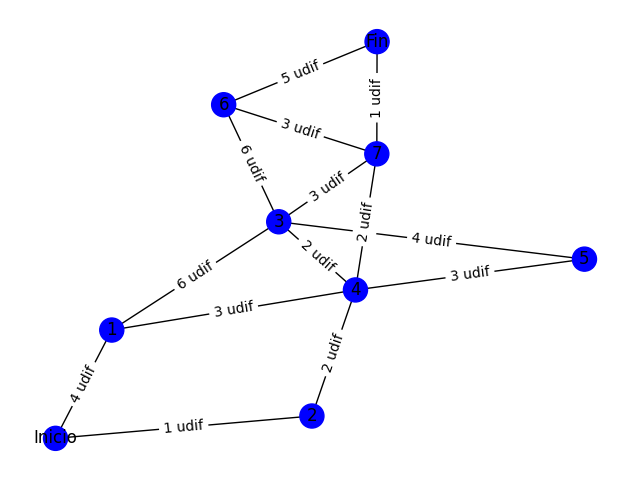 Fin
5 udif
1 udif
6
3 udif
7
6 udif
3 udif
3
2 udif
4 udif
2 udif
5
6 udif
3 udif
4
3 udif
1
2 udif
4 udif
2
1 udif
Inicio